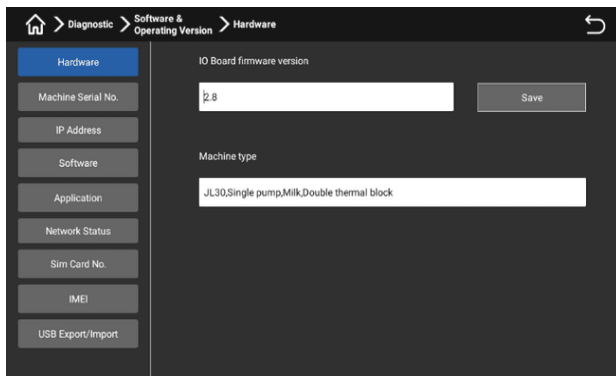 Diagnostic
Software &
Operating Version
Hardware
Hardware
Machine Serial No.
IP Address
Software
Application
Network Status
Sim Card No.
IMEI
USB Export/Import
IO Board firmware version
2.8
Save
Machine type
JL30,Single pump,Milk,Double thermal block